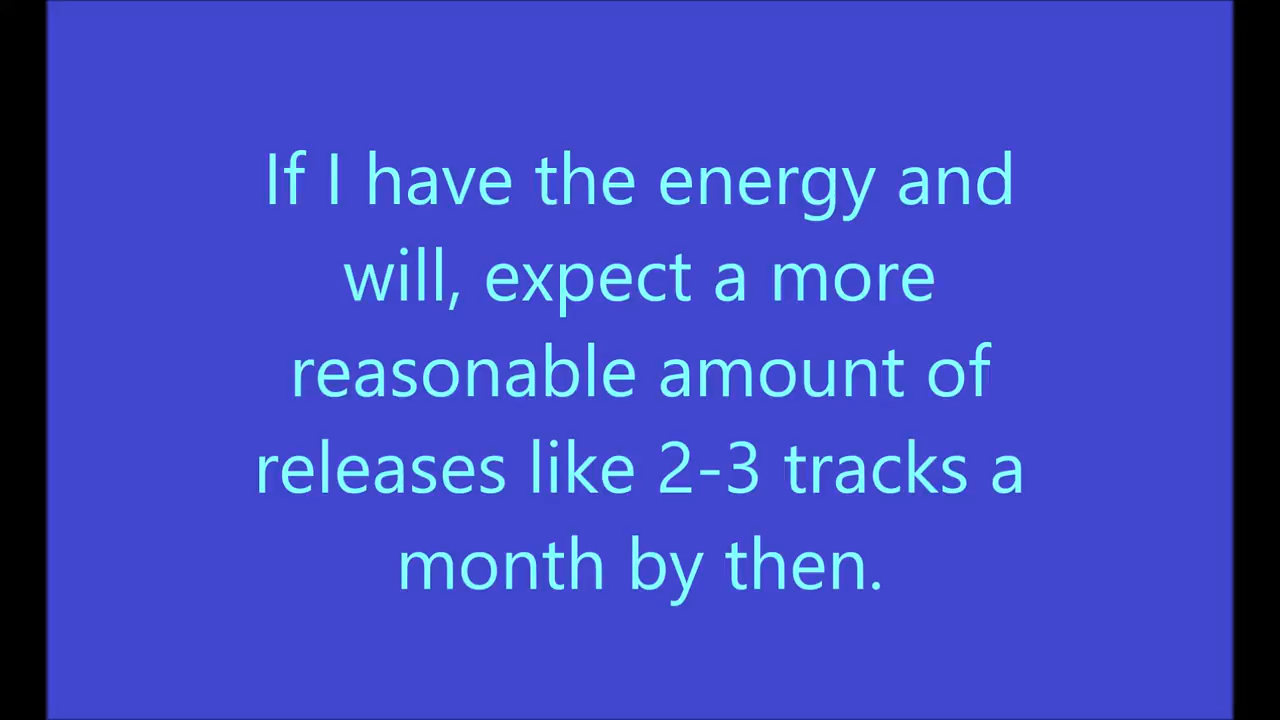 If I have the energy and
will, expect a more
reasonable amount of
releases like 2-3 tracks a
month by then.